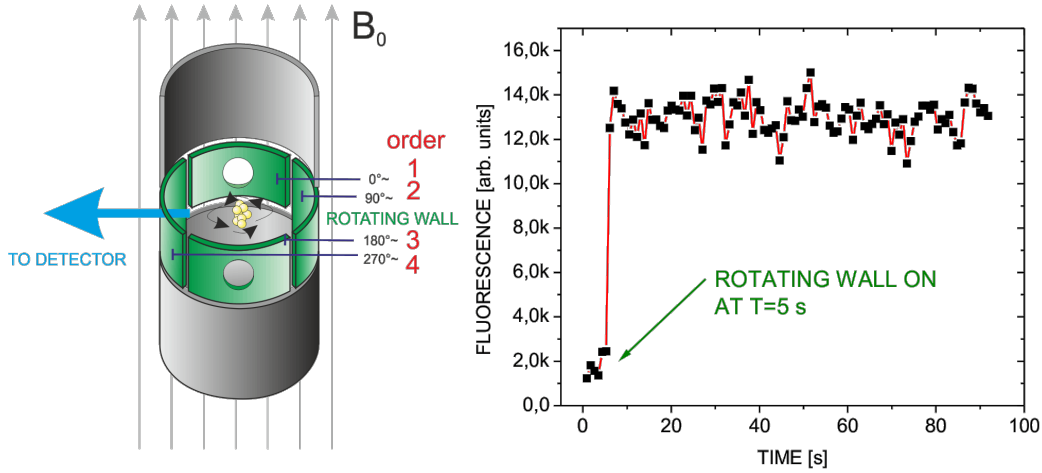 B0
order
0°~ 1
90°~ 2
ROTATING WALL
180°~ 3
270°~ 4
TO DETECTOR
16,0k
14,0k
12,0k
10,0k
8,0k
6,0k
4,0k
2,0k
0,0
FLUORESCENCE [arb. units]
ROTATING WALL ON
AT T=5 s
0 20 40 60 80 100
TIME [s]